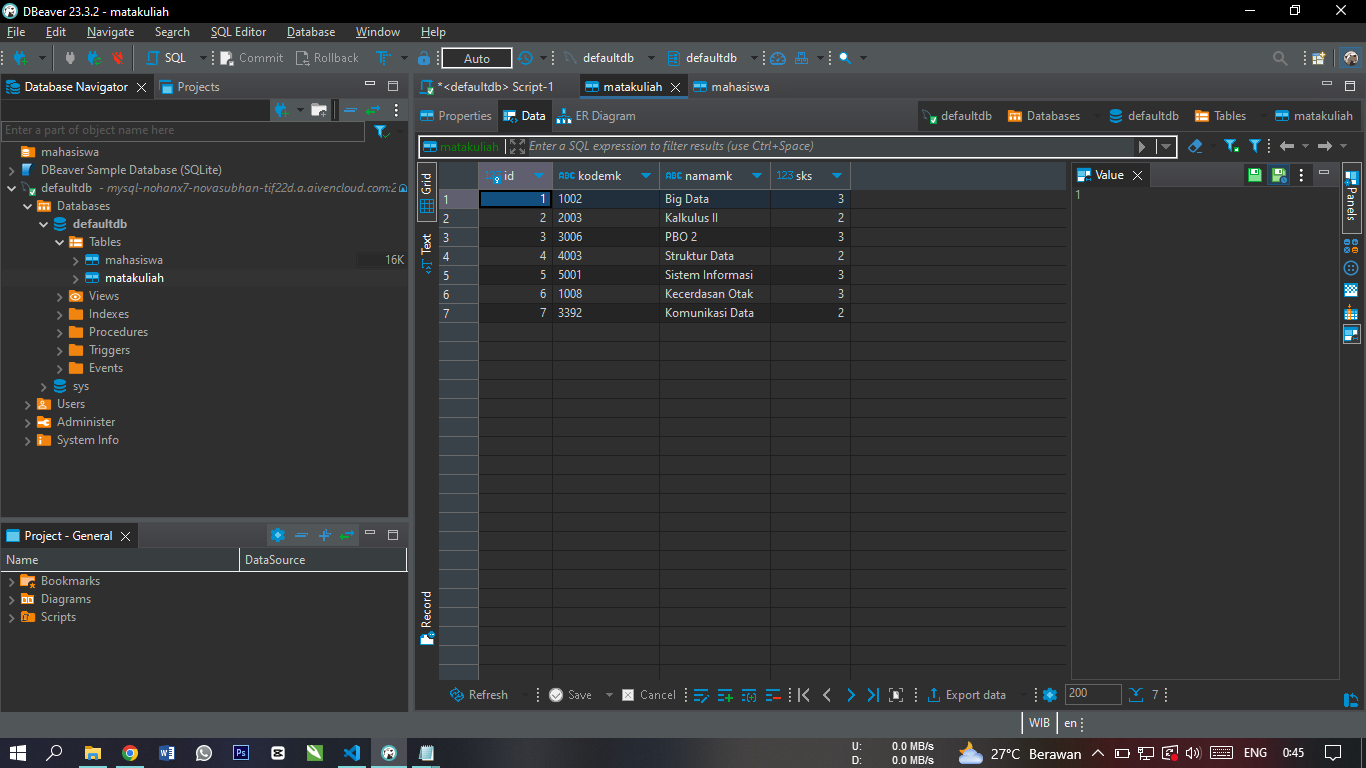 DBeaver 23.3.2 - matakuliah
File Edit Navigate Search SQL Editor Database Window Help
SQL Commit Rollback Auto defaultdb defaultdb
Database Navigator Projects
*<defaultdb> Script-1 matakuliah mahasiswa
Properties Data ER Diagram defaultdb Databases defaultdb Tables matakuliah
Enter a part of object name here
matakuliah Enter a SQL expression to filter results (use Ctrl+Space)
mahasiswa
DBeaver Sample Database (SQLite)
defaultdb - mysql-nohanx7-novasubhan-tif22d.a.aivencloud.com:2
Databases
defaultdb
Tables
mahasiswa 16K
matakuliah
Views
Indexes
Procedures
Triggers
Events
sys
Users
Administer
System Info
Project - General
Name DataSource
Bookmarks
Diagrams
Scripts
Grid
Text
Record
123 id ABC kodemk ABC namamk 123 sks
1 1 1002 Big Data 3
2 2 2003 Kalkulus II 2
3 3 3006 PBO 2 3
4 4 4003 Struktur Data 2
5 5 5001 Sistem Informasi 3
6 6 1008 Kecerdasan Otak 3
7 7 3392 Komunikasi Data 2
Value
1
Panels
Refresh Save Cancel Export data 200 7
WIB en
U: 0.0 MB/s
D: 0.0 MB/s
27°C Berawan ENG 0:45